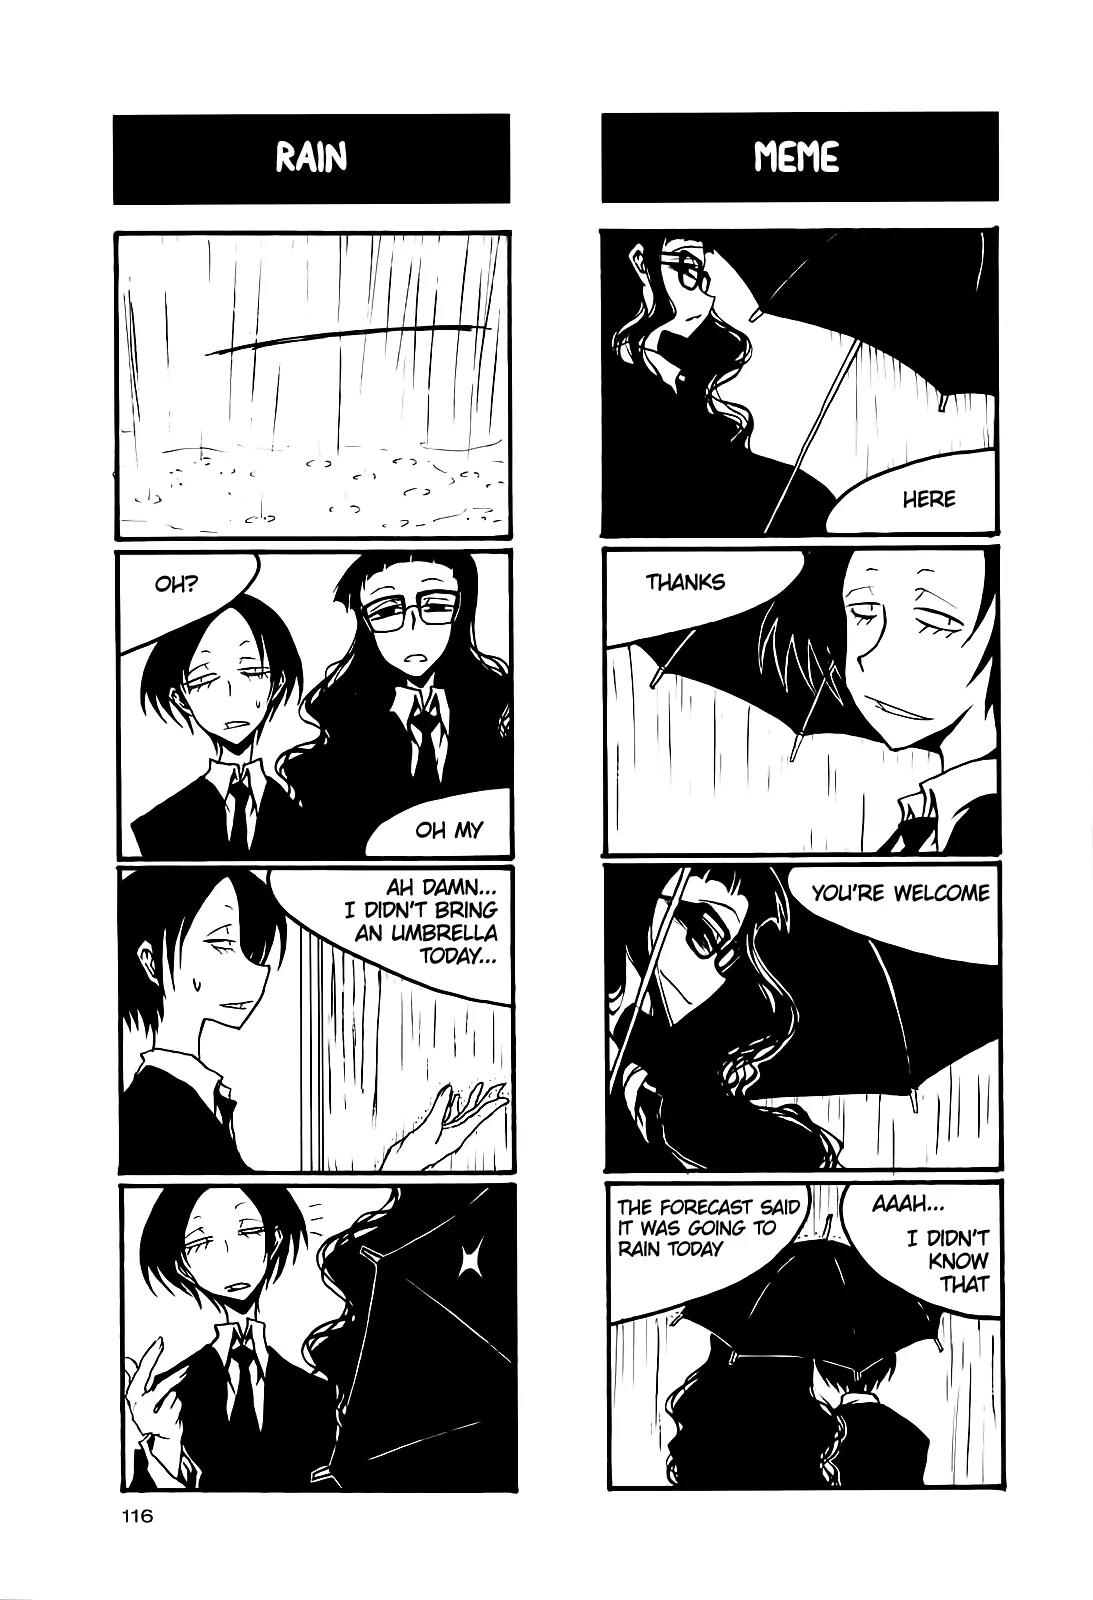 RAIN
OH?
OH MY
AH DAMN...
I DIDN'T BRING
AN UMBRELLA
TODAY...
MEME
HERE
THANKS
YOU'RE WELCOME
THE FORECAST SAID
IT WAS GOING TO
RAIN TODAY
AAAH...
I DIDN'T
KNOW
THAT
116